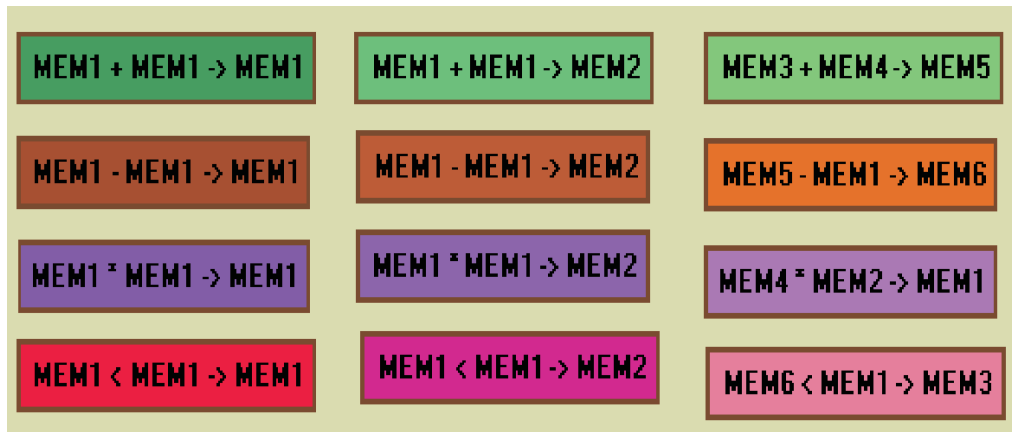 MEM1 + MEM1 -> MEM1
MEM1 + MEM1 -> MEM2
MEM3 + MEM4 -> MEM5
MEM1 - MEM1 -> MEM1
MEM1 - MEM1 -> MEM2
MEM5 - MEM1 -> MEM6
MEM1 * MEM1 -> MEM1
MEM1 * MEM1 -> MEM2
MEM4 * MEM2 -> MEM1
MEM1 < MEM1 -> MEM1
MEM1 < MEM1 -> MEM2
MEM6 < MEM1 -> MEM3